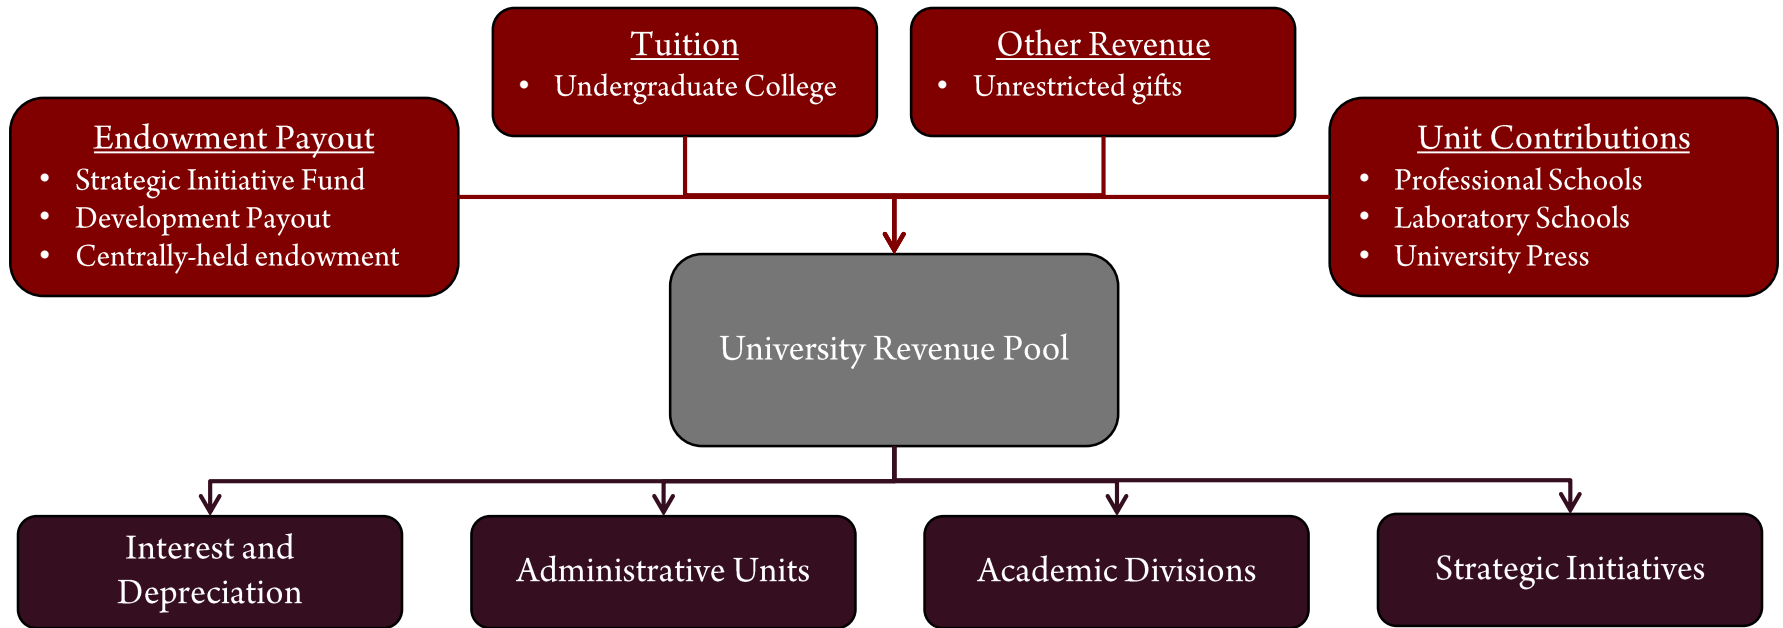 Tuition
• Undergraduate College
Other Revenue
• Unrestricted gifts
Endowment Payout
• Strategic Initiative Fund
• Development Payout
• Centrally-held endowment
Unit Contributions
• Professional Schools
• Laboratory Schools
• University Press
University Revenue Pool
Interest and
Depreciation
Administrative Units
Academic Divisions
Strategic Initiatives